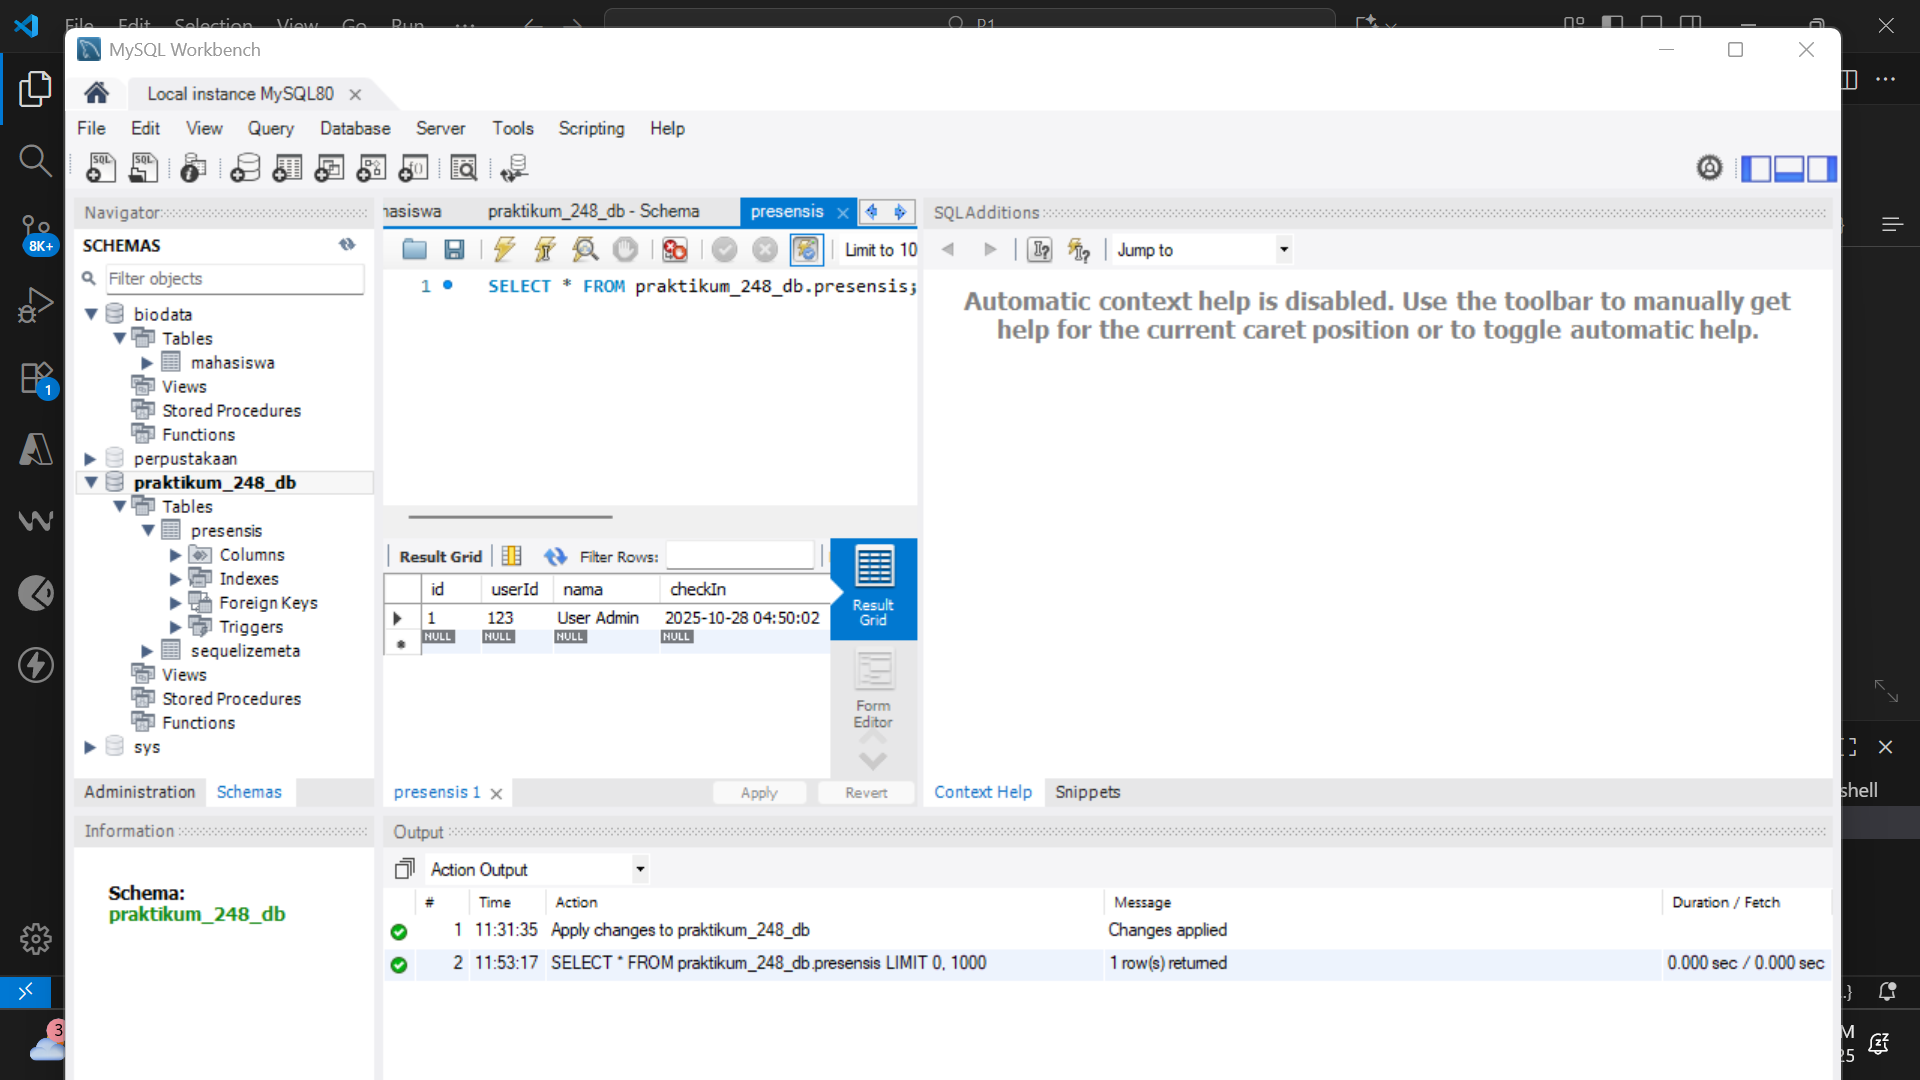 File Edit Selection View Go Run ...
P1
MySQL Workbench
Local instance MySQL80
File Edit View Query Database Server Tools Scripting Help
Navigator
SCHEMAS
Filter objects
biodata
Tables
mahasiswa
Views
Stored Procedures
Functions
perpustakaan
praktikum_248_db
Tables
presensis
Columns
Indexes
Foreign Keys
Triggers
sequelizemeta
Views
Stored Procedures
Functions
sys
Administration Schemas
Information
Schema:
praktikum_248_db
8K+
1
3
nasiswa praktikum_248_db - Schema presensis
Limit to 10
1 SELECT * FROM praktikum_248_db.presensis;
Result Grid Filter Rows:
id userId nama checkIn
1 123 User Admin 2025-10-28 04:50:02
NULL NULL NULL NULL
Result Grid
Form Editor
presensis 1 Apply Revert
SQLAdditions
Jump to
Automatic context help is disabled. Use the toolbar to manually get
help for the current caret position or to toggle automatic help.
Context Help Snippets
Output
Action Output
# Time Action Message Duration / Fetch
1 11:31:35 Apply changes to praktikum_248_db Changes applied
2 11:53:17 SELECT * FROM praktikum_248_db.presensis LIMIT 0, 1000 1 row(s) returned 0.000 sec / 0.000 sec
shell
M
25